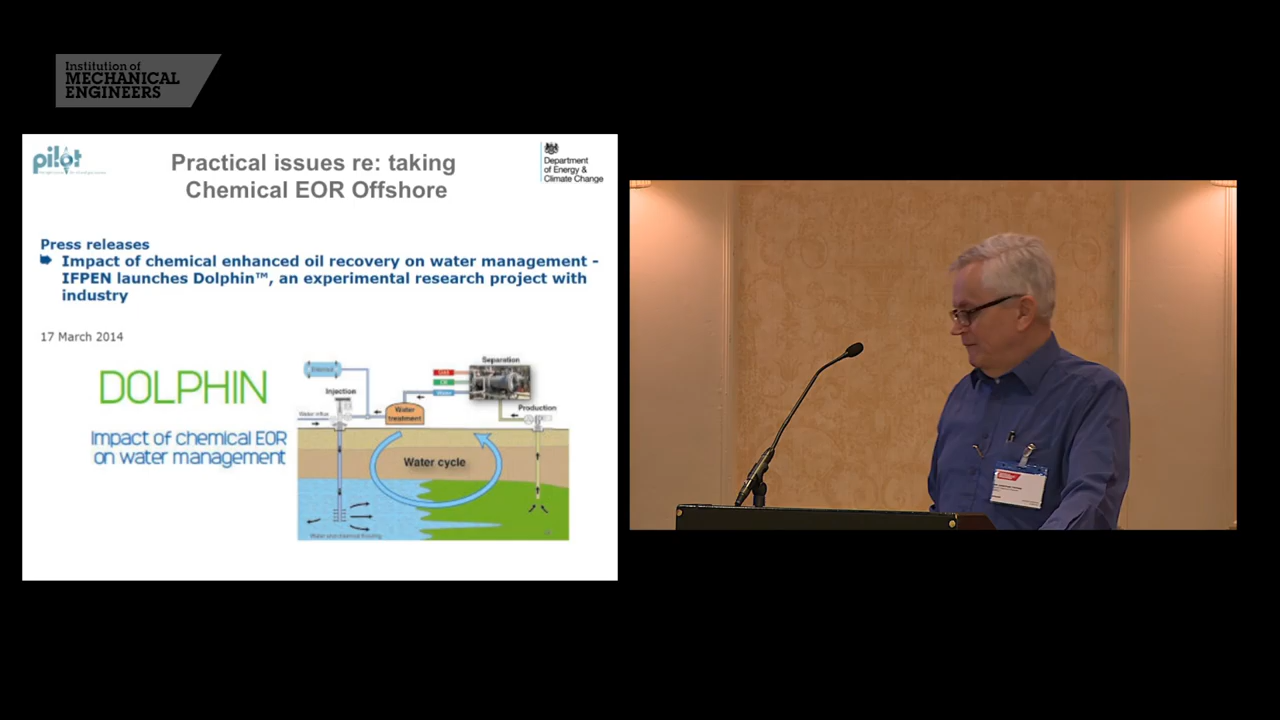 Institution of
MECHANICAL
ENGINEERS
pilot
Practical issues re: taking
Chemical EOR Offshore
Department
of Energy &
Climate Change
Press releases
Impact of chemical enhanced oil recovery on water management -
IFPEN launches Dolphin™, an experimental research project with
industry
17 March 2014
DOLPHIN
Impact of chemical EOR
on water management
Separation
Injection
Water influx
Water
treatment
Production
Water cycle